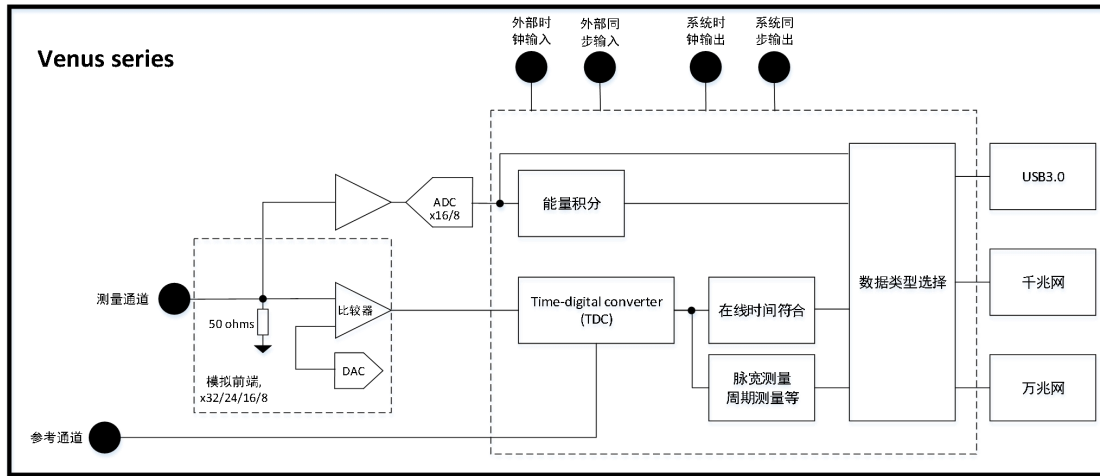 Venus series
外部时
钟输入
外部同
步输入
系统时
钟输出
系统同
步输出
ADC
x16/8
能量积分
USB3.0
测量通道
50 ohms
比较器
DAC
模拟前端,
x32/24/16/8
Time-digital converter
(TDC)
在线时间符合
脉宽测量
周期测量等
数据类型选择
千兆网
万兆网
参考通道